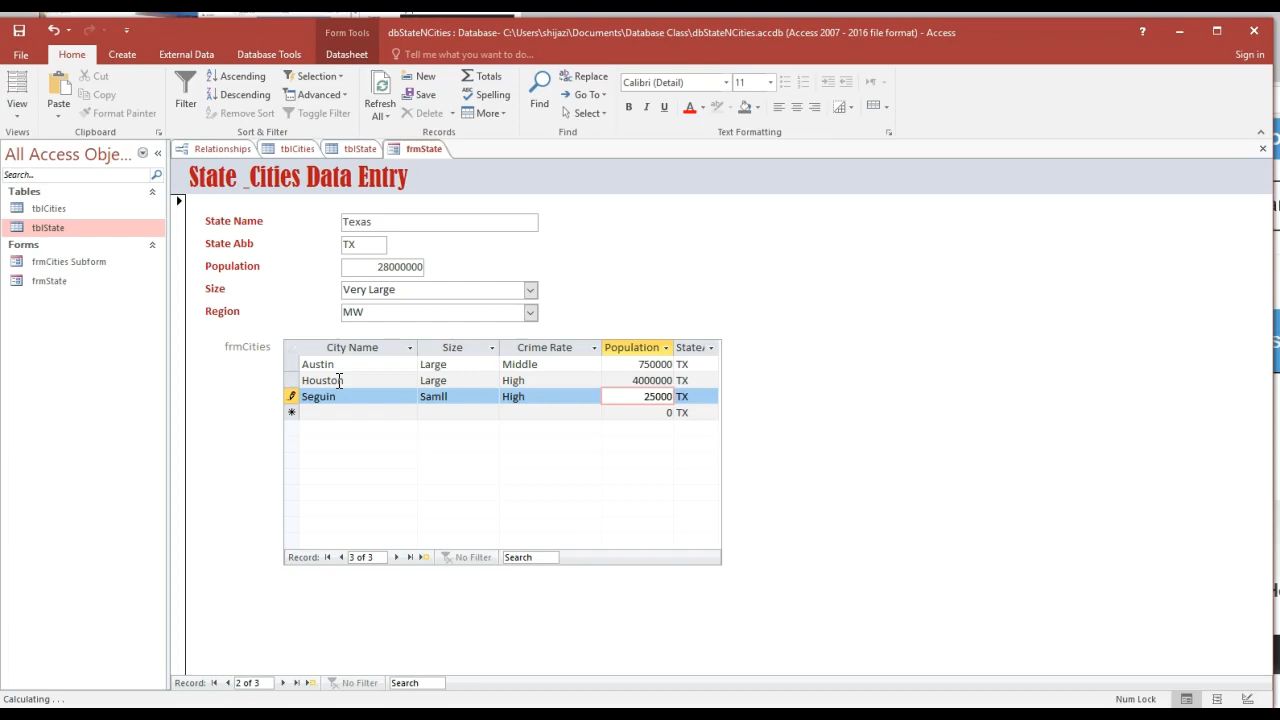 Form Tools
dbStateNCities : Database- C:\Users\shijazi\Documents\Database Class\dbStateNCities.accdb (Access 2007 - 2016 file format) - Access
?
File Home Create External Data Database Tools Datasheet Tell me what you want to do... Sign in
View
Views
Paste
Cut
Copy
Format Painter
Clipboard
Filter
Ascending
Descending
Remove Sort
Selection
Advanced
Toggle Filter
Sort & Filter
Refresh
All
New
Save
Delete
Totals
Spelling
More
Records
Find
Replace
Go To
Select
Find
Calibri (Detail) 11
B I U A
Text Formatting
All Access Obje...
Search...
Tables
tblCities
tblState
Forms
frmCities Subform
frmState
Relationships tblCities tblState frmState
State _Cities Data Entry
State Name Texas
State Abb TX
Population 28000000
Size Very Large
Region MW
frmCities
City Name Size Crime Rate Population StateA
Austin Large Middle 750000 TX
Houston Large High 4000000 TX
Seguin Samll High 25000 TX
0 TX
Record: 3 of 3 No Filter Search
Record: 2 of 3 No Filter Search
Calculating . . . Num Lock